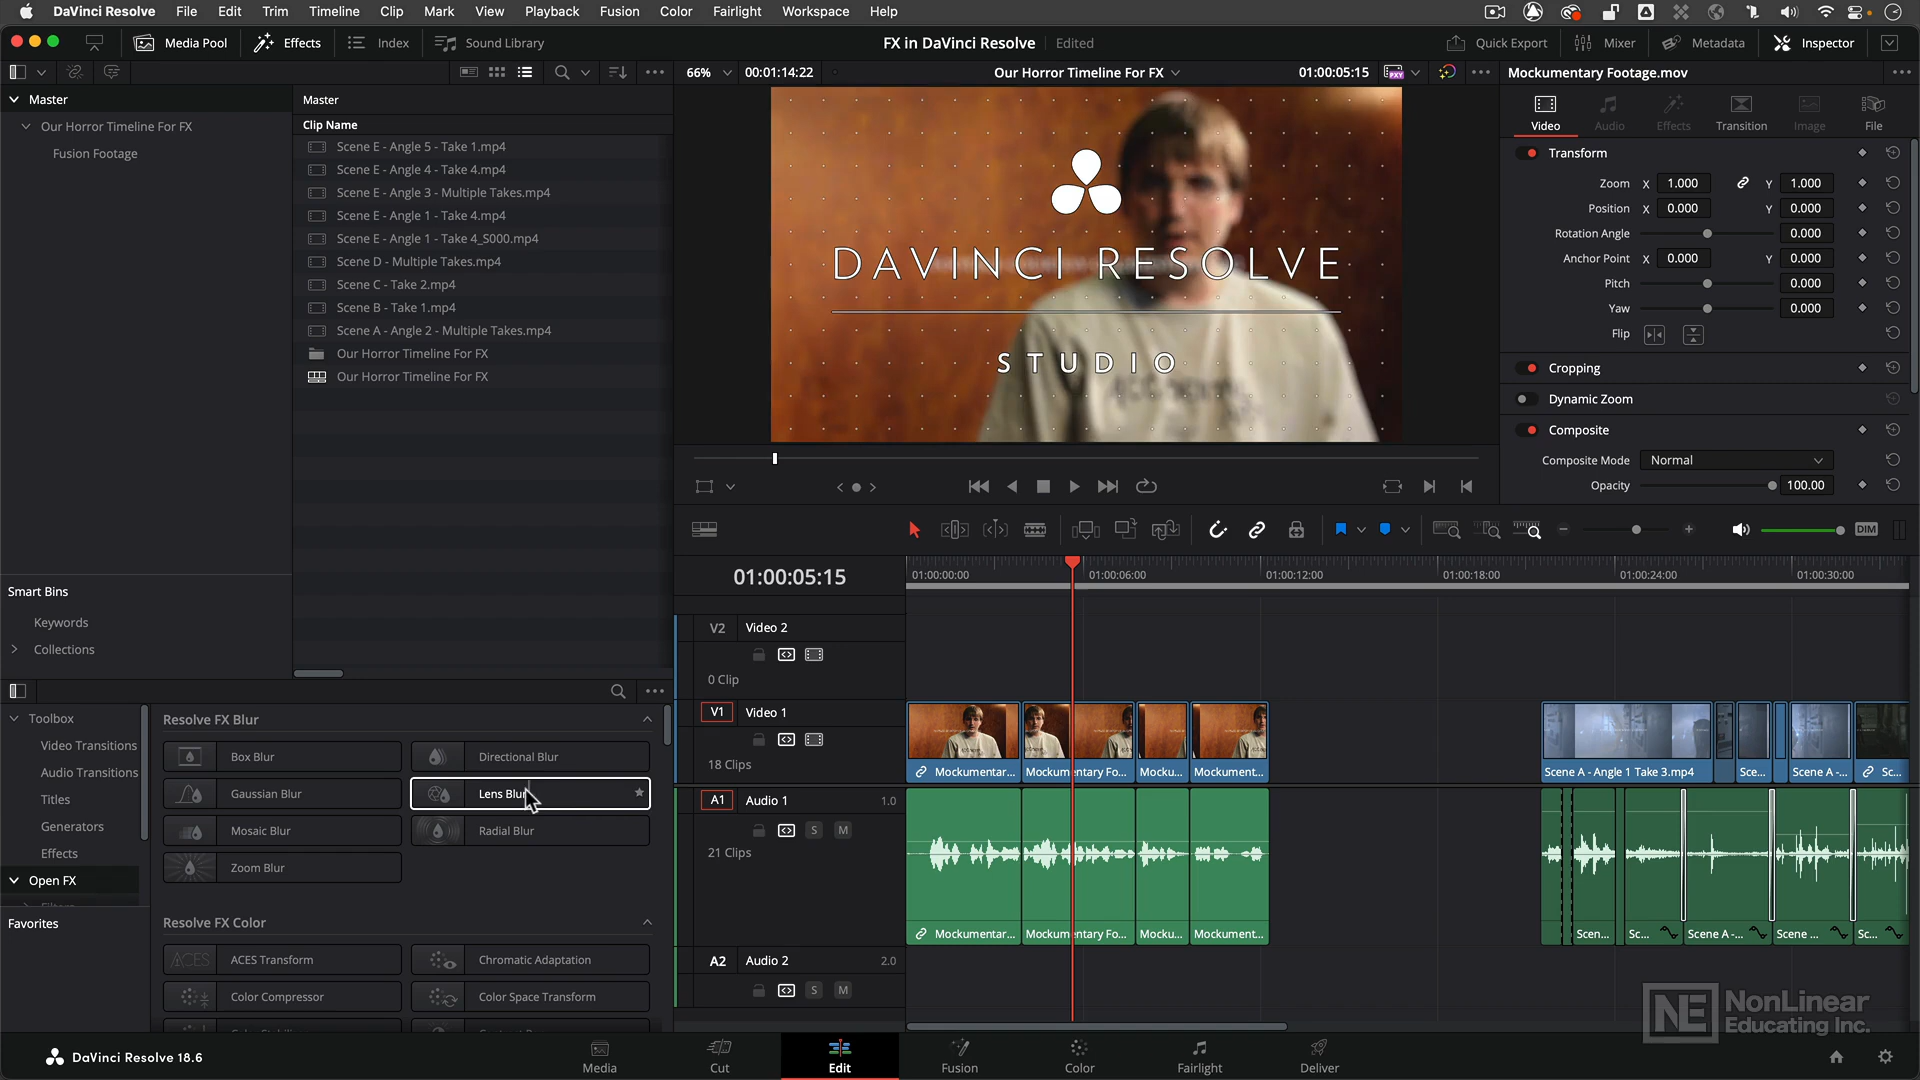 DaVinci Resolve File Edit Trim Timeline Clip Mark View Playback Fusion Color Fairlight Workspace Help
Media Pool Effects Index Sound Library FX in DaVinci Resolve Edited Quick Export Mixer Metadata Inspector
66% 00:01:14:22 Our Horror Timeline For FX 01:00:05:15 PXY Mockumentary Footage.mov
Master
Our Horror Timeline For FX
Fusion Footage
Master
Clip Name
Scene E - Angle 5 - Take 1.mp4
Scene E - Angle 4 - Take 4.mp4
Scene E - Angle 3 - Multiple Takes.mp4
Scene E - Angle 1 - Take 4.mp4
Scene E - Angle 1 - Take 4_S000.mp4
Scene D - Multiple Takes.mp4
Scene C - Take 2.mp4
Scene B - Take 1.mp4
Scene A - Angle 2 - Multiple Takes.mp4
Our Horror Timeline For FX
Our Horror Timeline For FX
DAVINCI RESOLVE
STUDIO
Video Audio Effects Transition Image File
Transform
Zoom X 1.000 Y 1.000
Position X 0.000 Y 0.000
Rotation Angle 0.000
Anchor Point X 0.000 Y 0.000
Pitch 0.000
Yaw 0.000
Flip
Cropping
Dynamic Zoom
Composite
Composite Mode Normal
Opacity 100.00
DIM
Smart Bins
Keywords
Collections
Toolbox
Video Transitions
Audio Transitions
Titles
Generators
Effects
Open FX
Favorites
Resolve FX Blur
Box Blur Directional Blur
Gaussian Blur Lens Blur
Mosaic Blur Radial Blur
Zoom Blur
Resolve FX Color
ACES Transform Chromatic Adaptation
Color Compressor Color Space Transform
01:00:05:15
01:00:00:00 01:00:06:00 01:00:12:00 01:00:18:00 01:00:24:00 01:00:30:00
V2 Video 2
0 Clip
V1 Video 1
18 Clips
Mockumentar... Mockumentary Fo... Mocku... Mockument... Scene A - Angle 1 Take 3.mp4 Sce... Scene A -... Sc...
A1 Audio 1 1.0
S M
21 Clips
Mockumentar... Mockumentary Fo... Mocku... Mockument... Scen... Sc... Scene A -... Scene ... Sc...
A2 Audio 2 2.0
S M
NE NonLinear
Educating Inc.
DaVinci Resolve 18.6
Media Cut Edit Fusion Color Fairlight Deliver